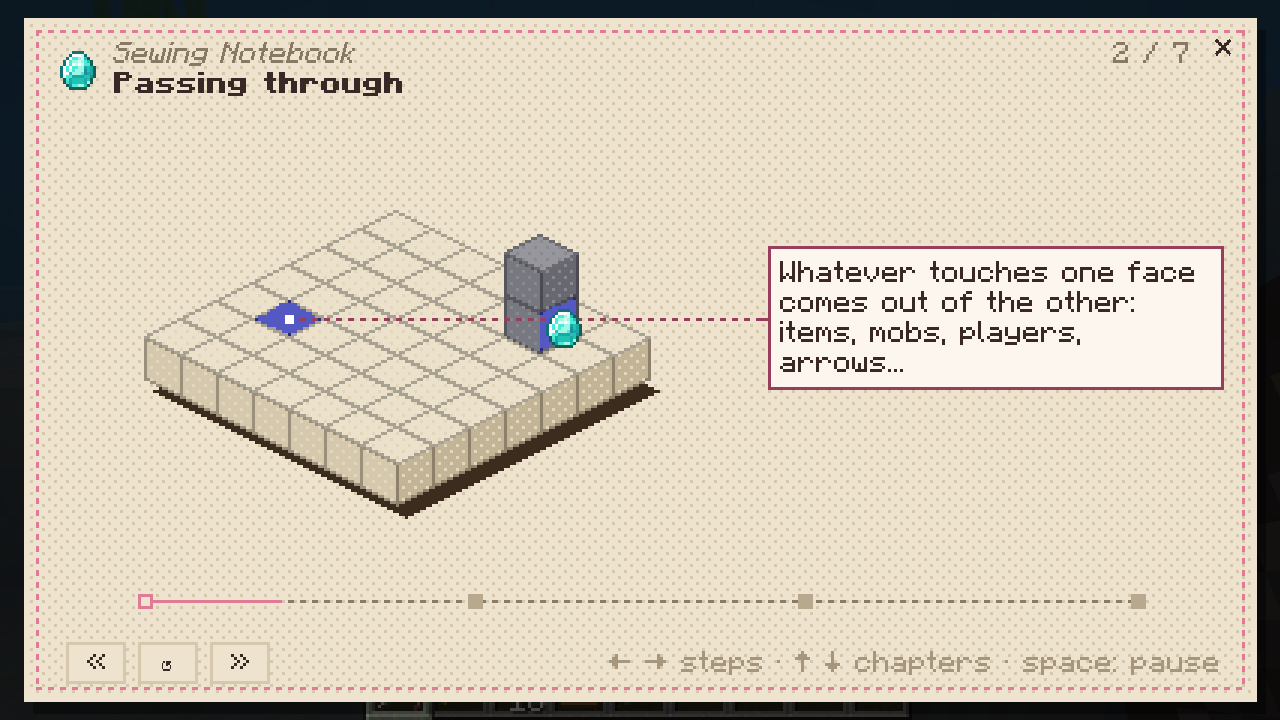 Sewing Notebook
Passing through
2 / 7 ×
Whatever touches one face
comes out of the other:
items, mobs, players,
arrows…
« ↺ »
← → steps · ↑ ↓ chapters · space: pause